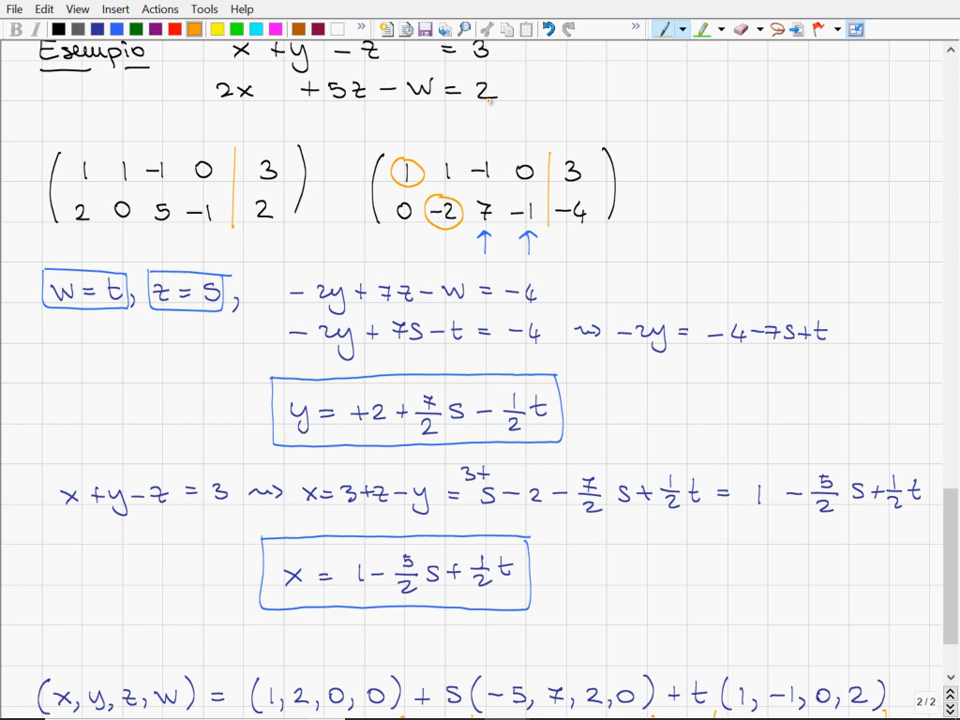 File Edit View Insert Actions Tools Help
B I » »
Esempio x + y - z = 3
2x + 5z - w = 2
( 1 1 -1 0 | 3 ) ( 1 1 -1 0 | 3 )
( 2 0 5 -1 | 2 ) ( 0 -2 7 -1 | -4 )
w = t, z = s, -2y + 7z - w = -4
-2y + 7s - t = -4 ⇝ -2y = -4 - 7s + t
y = +2 + 7/2 s - 1/2 t
x + y - z = 3 ⇝ x = 3 + z - y = 3 + s - 2 - 7/2 s + 1/2 t = 1 - 5/2 s + 1/2 t
x = 1 - 5/2 s + 1/2 t
(x, y, z, w) = (1, 2, 0, 0) + s(-5, 7, 2, 0) + t(1, -1, 0, 2)
2/2